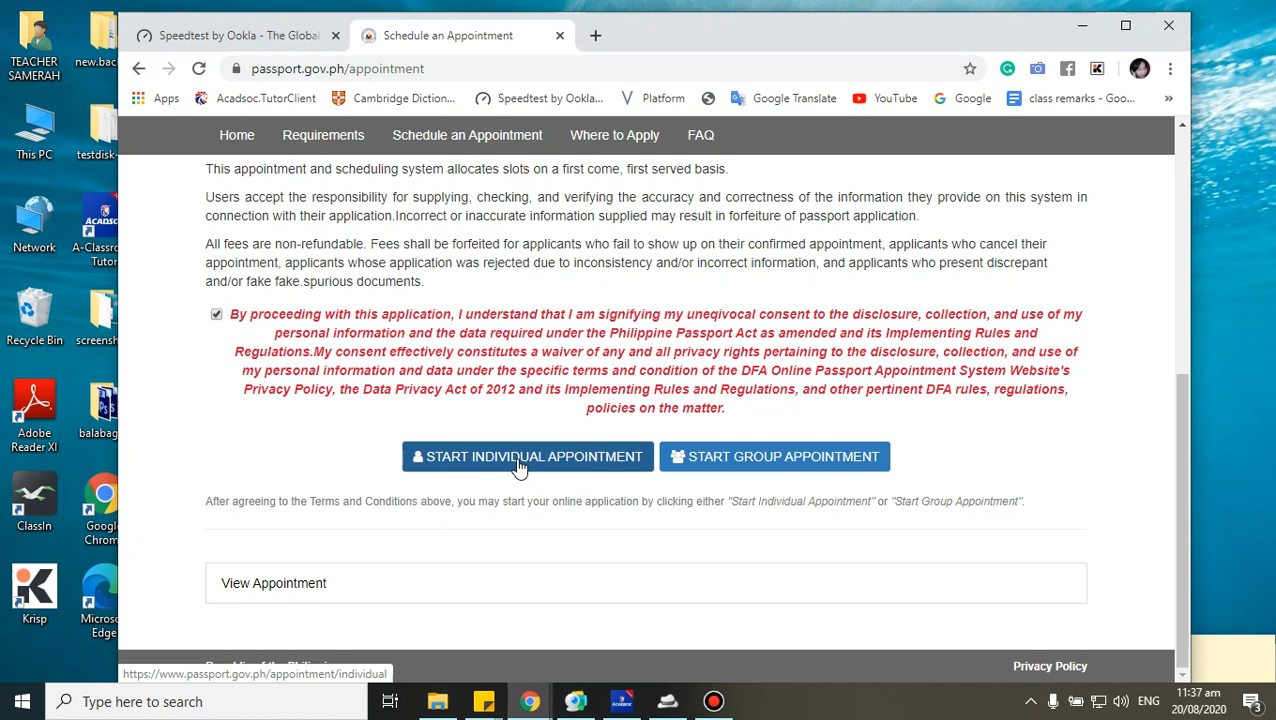 TEACHER SAMERAH
new.bac
This PC
testdisk-
Network
A-Classr
Tutor
Recycle Bin
screensh
Adobe
Reader XI
balabag
ClassIn
Google
Chrom
Krisp
Micros
Edge
Speedtest by Ookla - The Global
Schedule an Appointment
passport.gov.ph/appointment
Apps
Acadsoc.TutorClient
Cambridge Diction...
Speedtest by Ookla...
Platform
Google Translate
YouTube
Google
class remarks - Goo...
Home Requirements Schedule an Appointment Where to Apply FAQ
This appointment and scheduling system allocates slots on a first come, first served basis.
Users accept the responsibility for supplying, checking, and verifying the accuracy and correctness of the information they provide on this system in
connection with their application.Incorrect or inaccurate information supplied may result in forfeiture of passport application.
All fees are non-refundable. Fees shall be forfeited for applicants who fail to show up on their confirmed appointment, applicants who cancel their
appointment, applicants whose application was rejected due to inconsistency and/or incorrect information, and applicants who present discrepant
and/or fake fake.spurious documents.
By proceeding with this application, I understand that I am signifying my uneqivocal consent to the disclosure, collection, and use of my
personal information and the data required under the Philippine Passport Act as amended and its Implementing Rules and
Regulations.My consent effectively constitutes a waiver of any and all privacy rights pertaining to the disclosure, collection, and use of
my personal information and data under the specific terms and condition of the DFA Online Passport Appointment System Website's
Privacy Policy, the Data Privacy Act of 2012 and its Implementing Rules and Regulations, and other pertinent DFA rules, regulations,
policies on the matter.
START INDIVIDUAL APPOINTMENT START GROUP APPOINTMENT
After agreeing to the Terms and Conditions above, you may start your online application by clicking either "Start Individual Appointment" or "Start Group Appointment".
View Appointment
Privacy Policy
https://www.passport.gov.ph/appointment/individual
Type here to search
ENG
11:37 am
20/08/2020
3